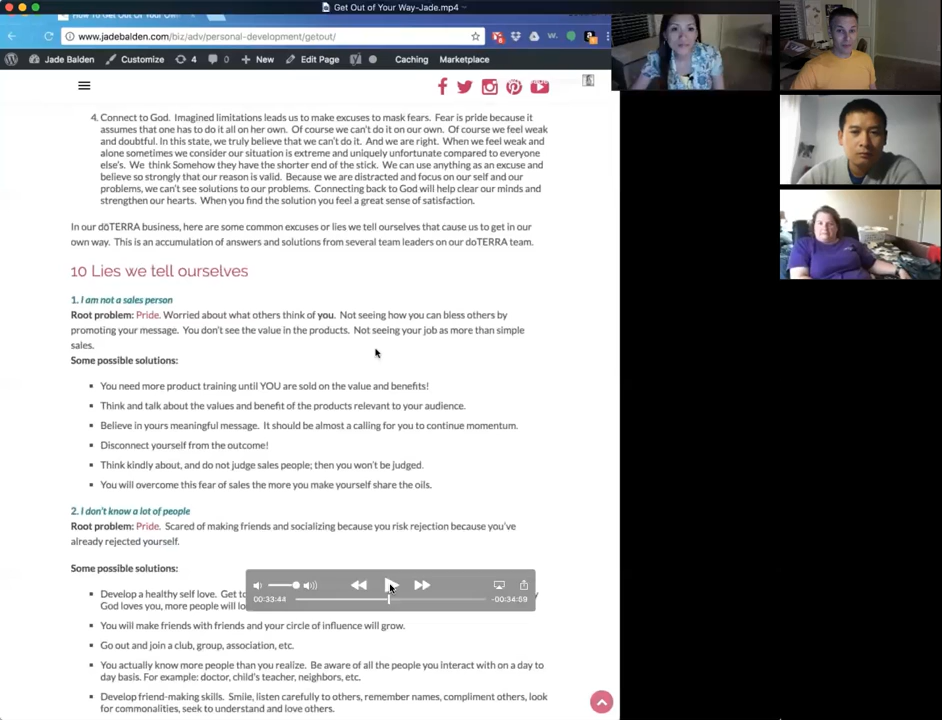 Get Out of Your Way-Jade.mp4
www.jadebalden.com/biz/adv/personal-development/getout/
Jade Balden Customize 4 0 New Edit Page Caching Marketplace
4. Connect to God. Imagined limitations leads us to make excuses to mask fears. Fear is pride because it
assumes that one has to do it all on her own. Of course we can't do it on our own. Of course we feel weak
and doubtful. In this state, we truly believe that we can't do it. And we are right. When we feel weak and
alone sometimes we consider our situation is extreme and uniquely unfortunate compared to everyone
else's. We think Somehow they have the shorter end of the stick. We can use anything as an excuse and
believe so strongly that our reason is valid. Because we are distracted and focus on our self and our
problems, we can't see solutions to our problems. Connecting back to God will help clear our minds and
strengthen our hearts. When you find the solution you feel a great sense of satisfaction.
In our dōTERRA business, here are some common excuses or lies we tell ourselves that cause us to get in our
own way. This is an accumulation of answers and solutions from several team leaders on our doTERRA team.
10 Lies we tell ourselves
1. I am not a sales person
Root problem: Pride. Worried about what others think of you. Not seeing how you can bless others by
promoting your message. You don't see the value in the products. Not seeing your job as more than simple
sales.
Some possible solutions:
You need more product training until YOU are sold on the value and benefits!
Think and talk about the values and benefit of the products relevant to your audience.
Believe in yours meaningful message. It should be almost a calling for you to continue momentum.
Disconnect yourself from the outcome!
Think kindly about, and do not judge sales people; then you won't be judged.
You will overcome this fear of sales the more you make yourself share the oils.
2. I don't know a lot of people
Root problem: Pride. Scared of making friends and socializing because you risk rejection because you've
already rejected yourself.
Some possible solutions:
Develop a healthy self love. Get to
God loves you, more people will lo
00:33:44 -00:34:59
You will make friends with friends and your circle of influence will grow.
Go out and join a club, group, association, etc.
You actually know more people than you realize. Be aware of all the people you interact with on a day to
day basis. For example: doctor, child's teacher, neighbors, etc.
Develop friend-making skills. Smile, listen carefully to others, remember names, compliment others, look
for commonalities, seek to understand and love others.